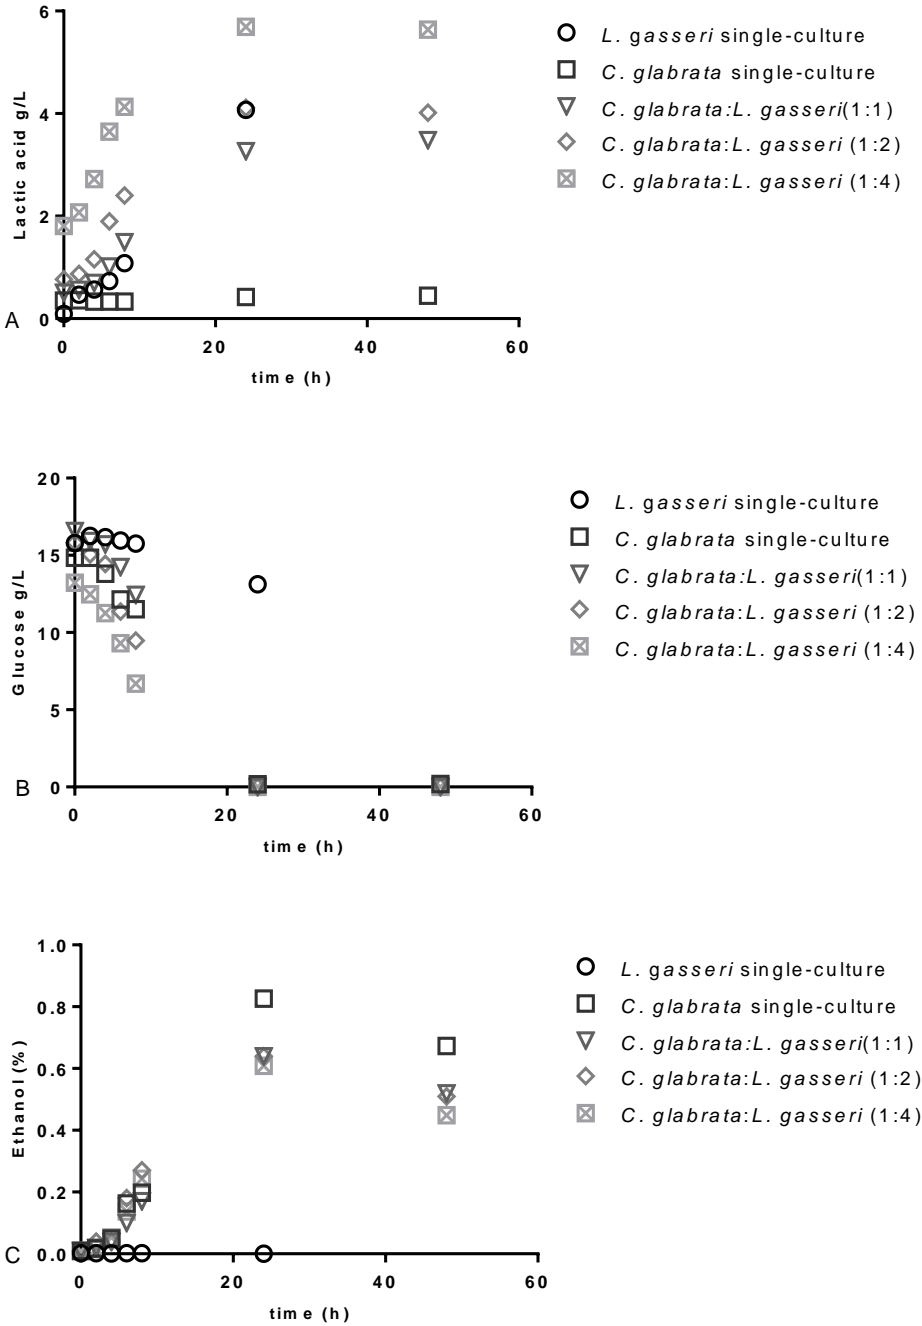 6
4
2
0
Lactic acid g/L
A
0 20 40 60
time (h)
L. gasseri single-culture
C. glabrata single-culture
C. glabrata:L. gasseri(1:1)
C. glabrata:L. gasseri (1:2)
C. glabrata:L. gasseri (1:4)
20
15
10
5
0
Glucose g/L
B
0 20 40 60
time (h)
L. gasseri single-culture
C. glabrata single-culture
C. glabrata:L. gasseri(1:1)
C. glabrata:L. gasseri (1:2)
C. glabrata:L. gasseri (1:4)
1.0
0.8
0.6
0.4
0.2
0.0
Ethanol (%)
C
0 20 40 60
time (h)
L. gasseri single-culture
C. glabrata single-culture
C. glabrata:L. gasseri(1:1)
C. glabrata:L. gasseri (1:2)
C. glabrata:L. gasseri (1:4)